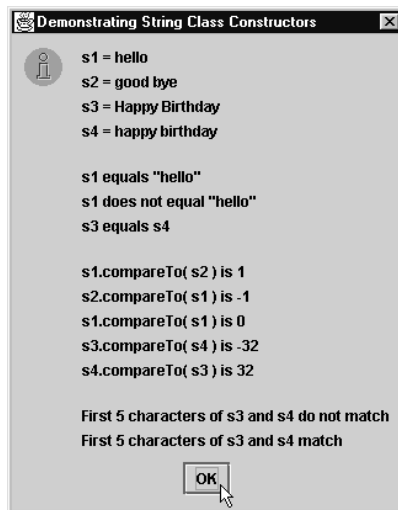 Demonstrating String Class Constructors
s1 = hello
s2 = good bye
s3 = Happy Birthday
s4 = happy birthday
s1 equals "hello"
s1 does not equal "hello"
s3 equals s4
s1.compareTo( s2 ) is 1
s2.compareTo( s1 ) is -1
s1.compareTo( s1 ) is 0
s3.compareTo( s4 ) is -32
s4.compareTo( s3 ) is 32
First 5 characters of s3 and s4 do not match
First 5 characters of s3 and s4 match
OK